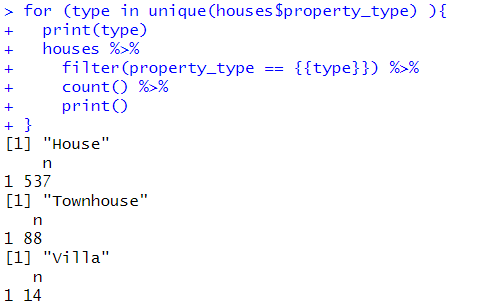 > for (type in unique(houses$property_type) ){
+   print(type)
+   houses %>%
+     filter(property_type == {{type}}) %>%
+     count() %>%
+     print()
+ }
[1] "House"
    n
1 537
[1] "Townhouse"
   n
1 88
[1] "Villa"
   n
1 14